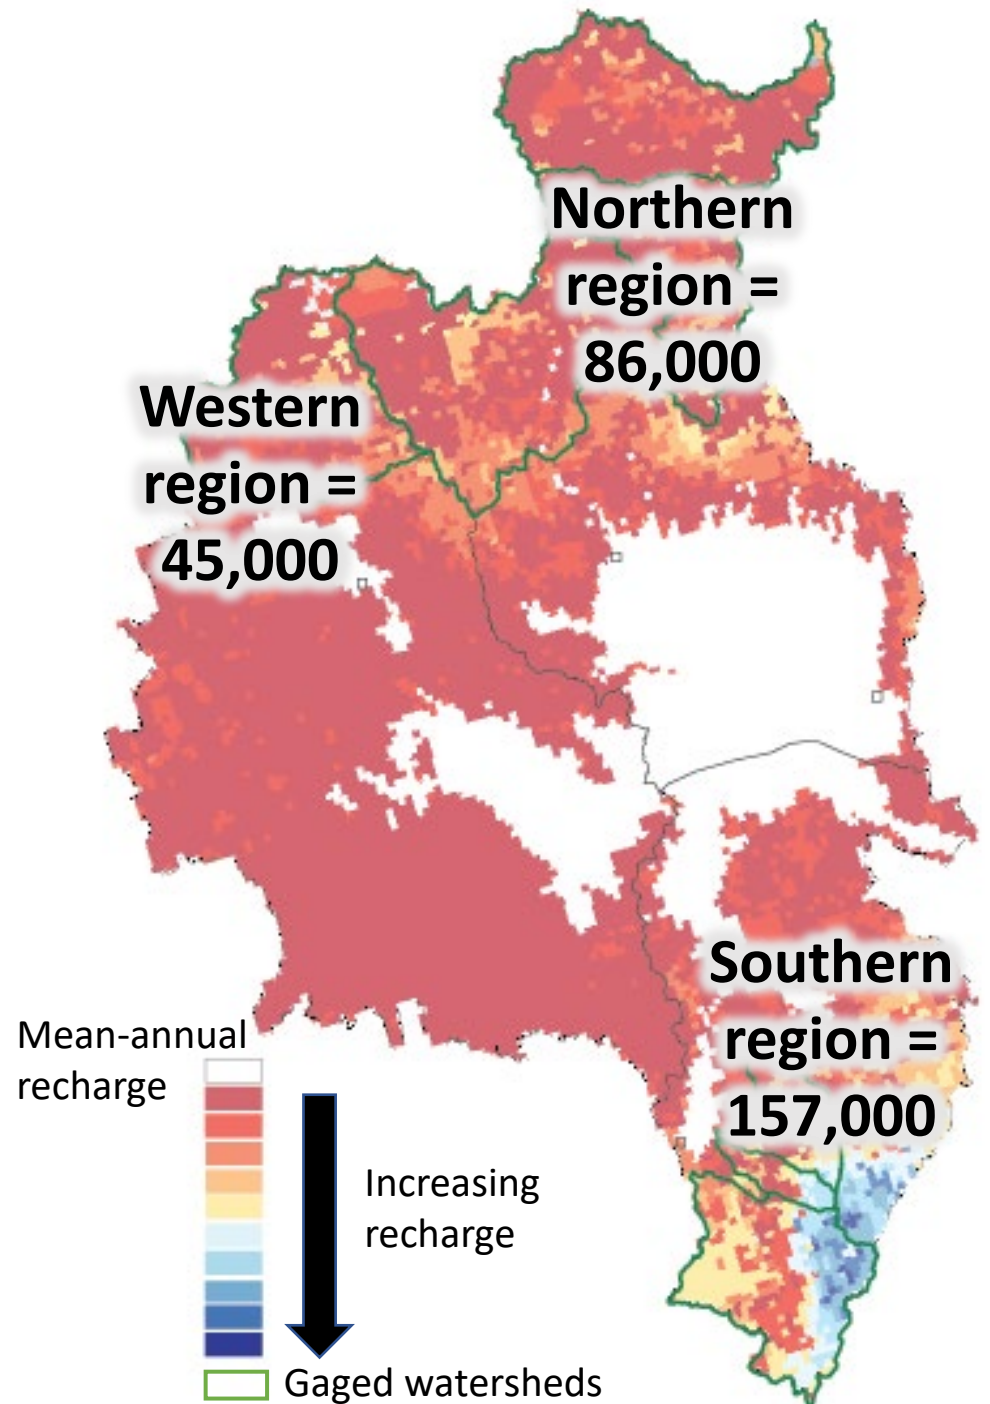 Northern
region =
86,000
Western
region =
45,000
Southern
region =
157,000
Mean-annual
recharge
Increasing
recharge
Gaged watersheds